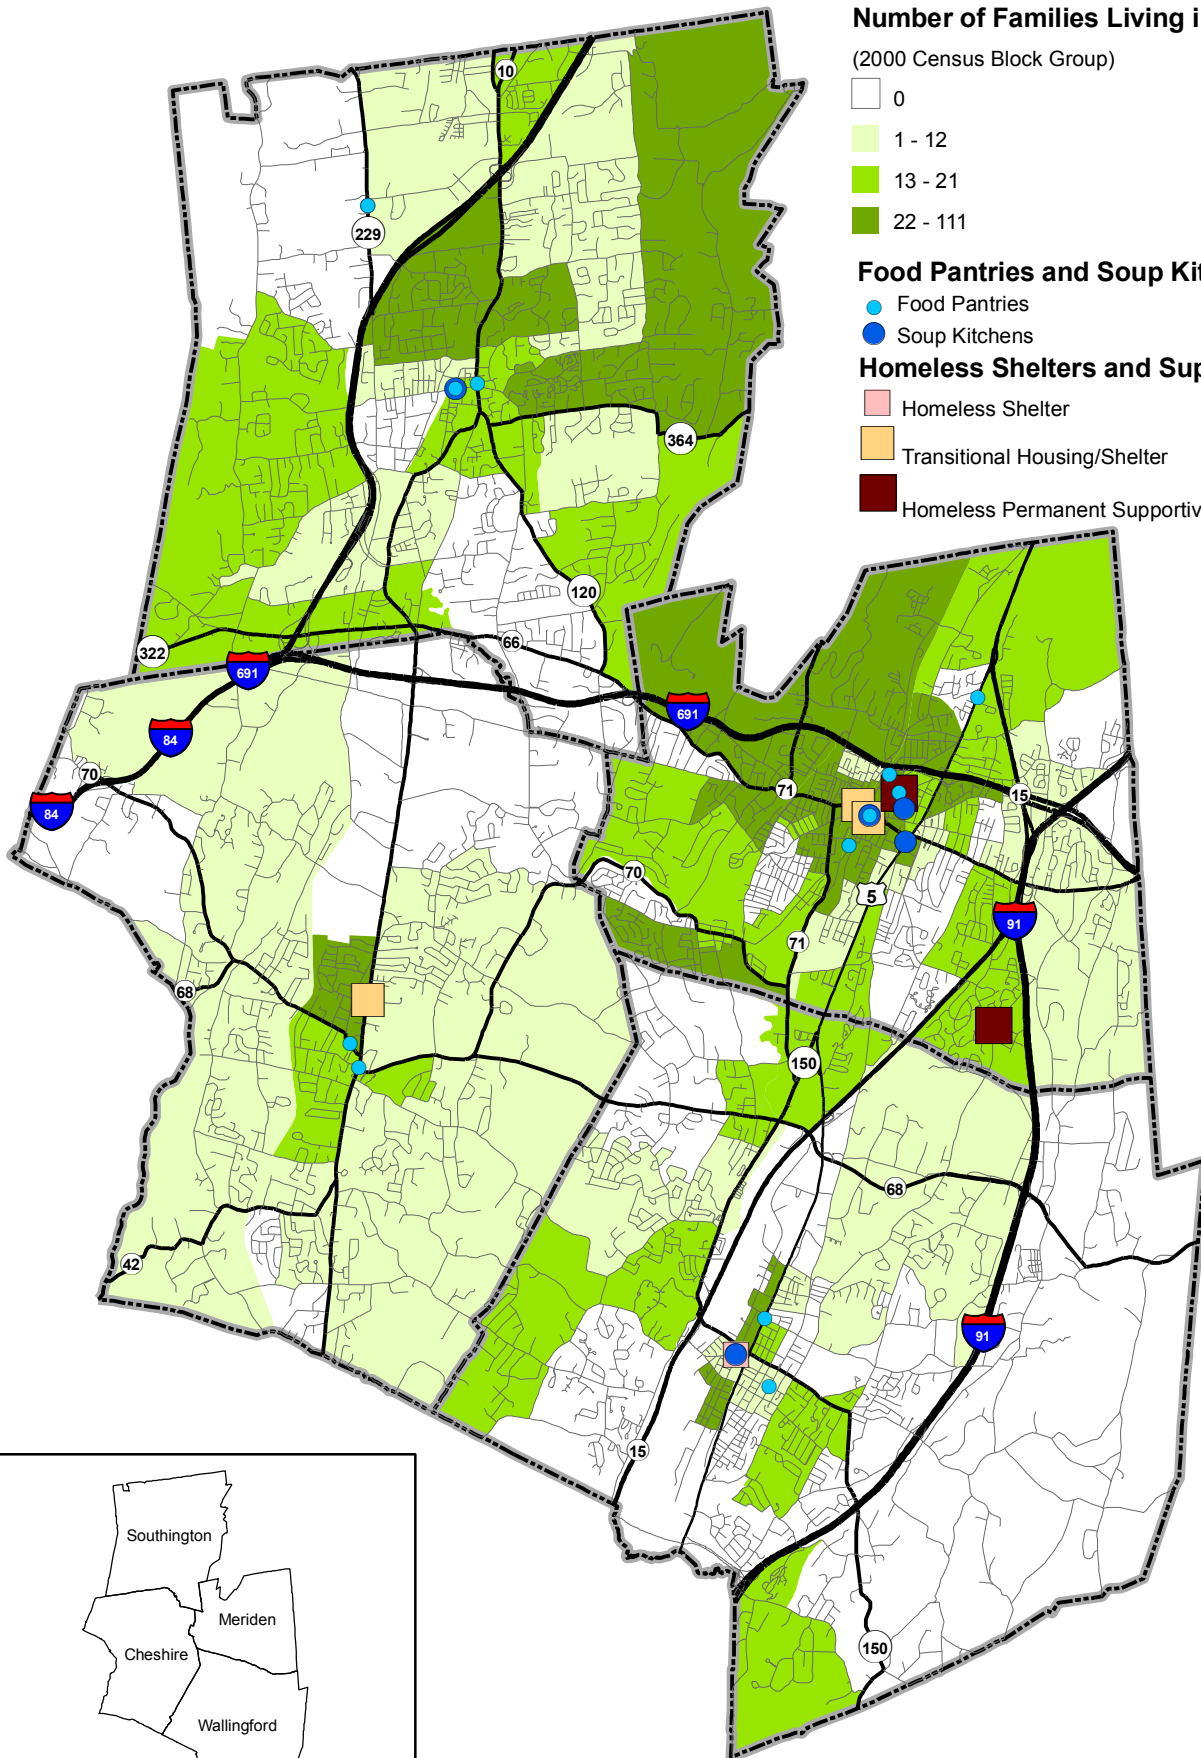 Number of Families Living i
(2000 Census Block Group)
0
1 - 12
13 - 21
22 - 111
Food Pantries and Soup Kit
Food Pantries
Soup Kitchens
Homeless Shelters and Sup
Homeless Shelter
Transitional Housing/Shelter
Homeless Permanent Supportiv
10
229
364
120
322
66
691
691
84
70
84
71
15
70
5
91
71
68
150
68
42
91
15
150
Southington
Meriden
Cheshire
Wallingford